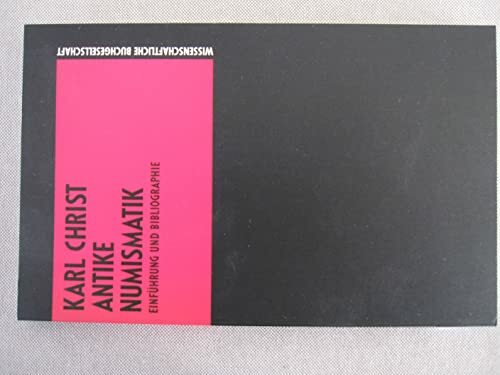 WISSENSCHAFTLICHE BUCHGESELLSCHAFT
KARL CHRIST
ANTIKE
NUMISMATIK
EINFÜHRUNG UND BIBLIOGRAPHIE